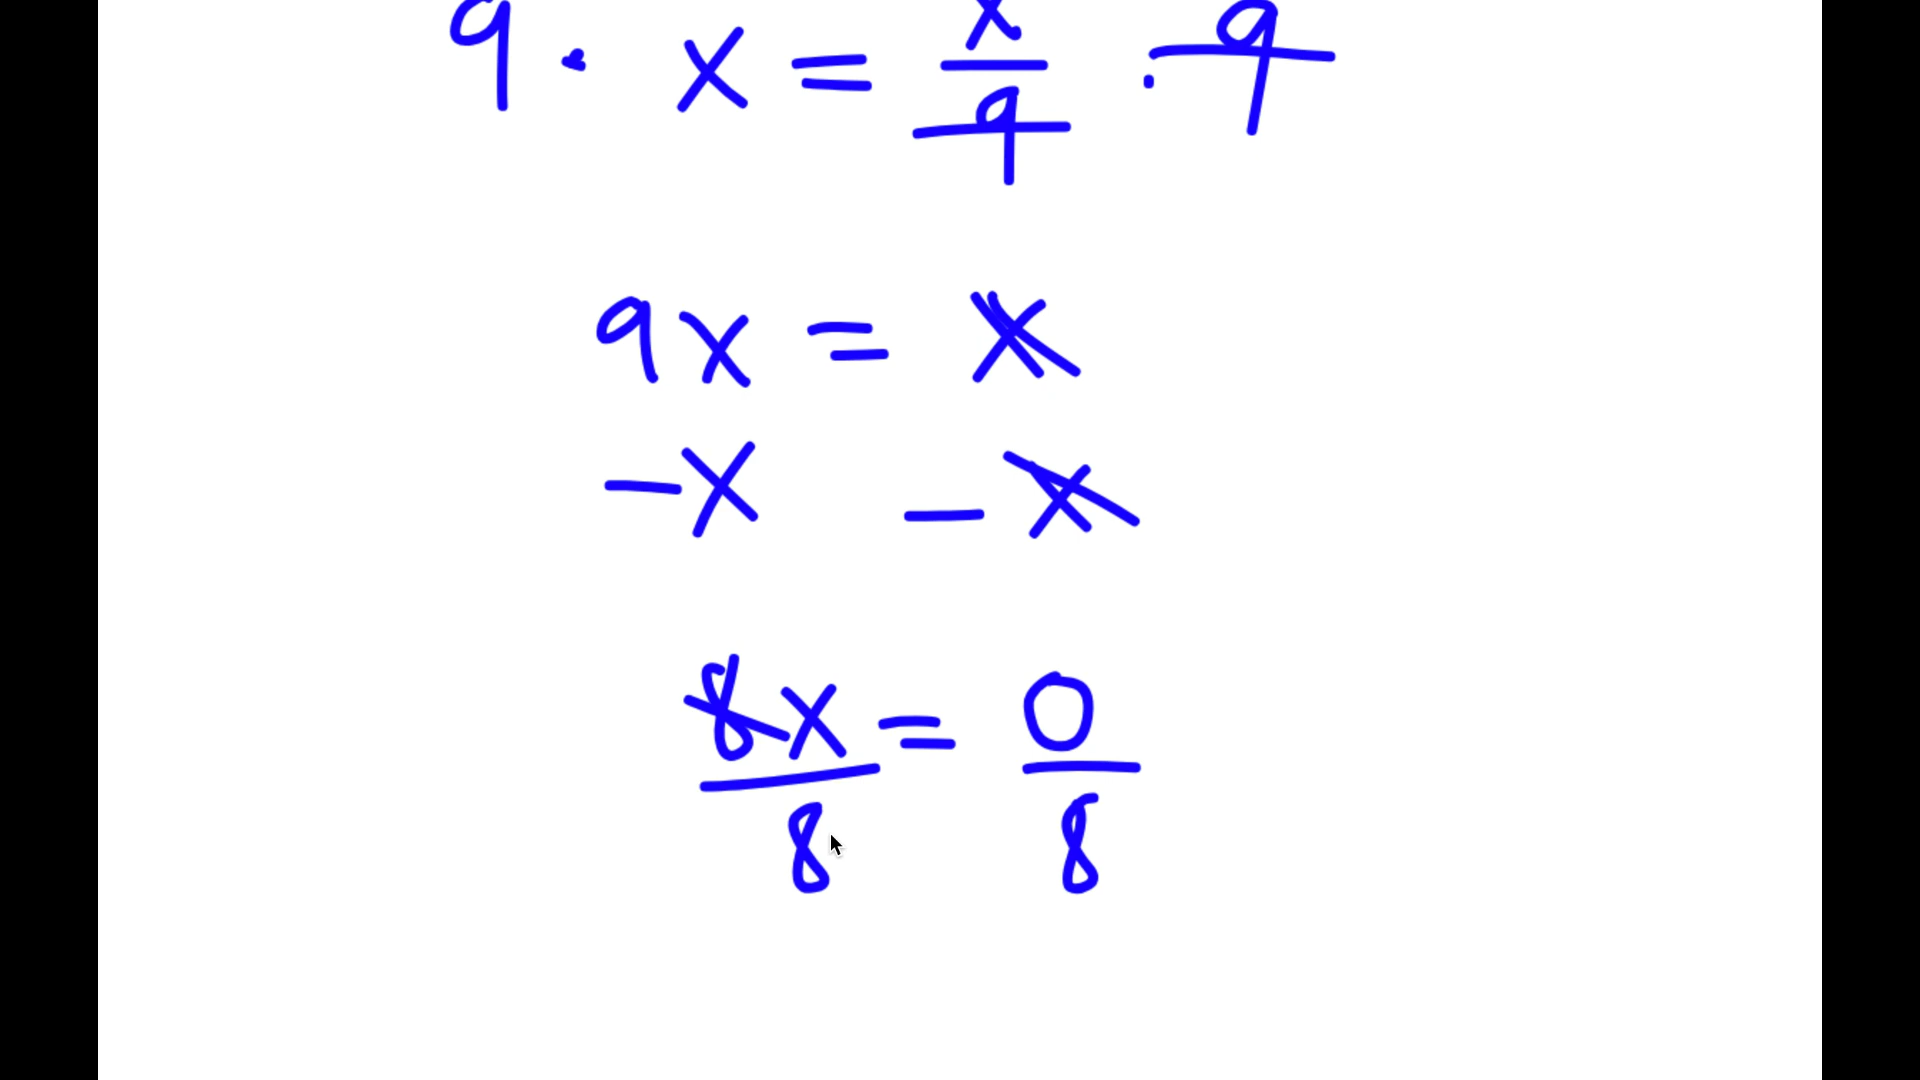 9 · x = x/9 · 9
9x = x
-x -x
8x/8 = 0/8